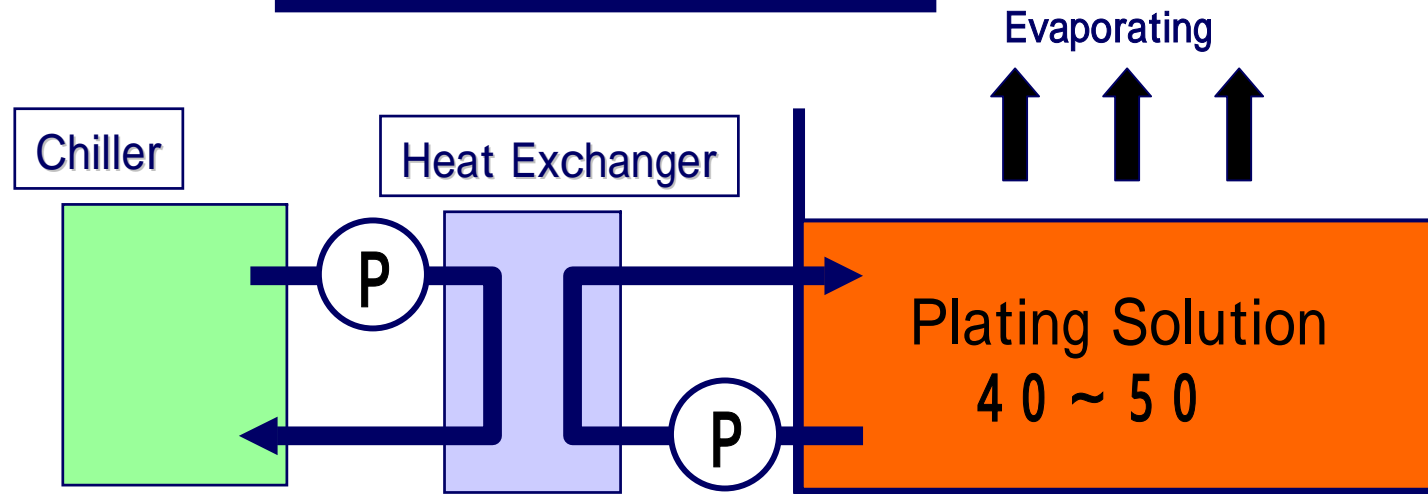 Evaporating
Chiller
Heat Exchanger
P
Plating Solution
４０～５０
P